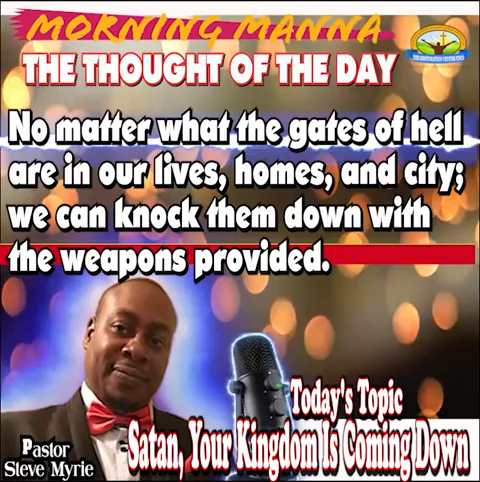 MORNING MANNA
THE THOUGHT OF THE DAY
No matter what the gates of hell
are in our lives, homes, and city;
we can knock them down with
the weapons provided.
Today's Topic
Satan, Your Kingdom Is Coming Down
Pastor
Steve Myrie